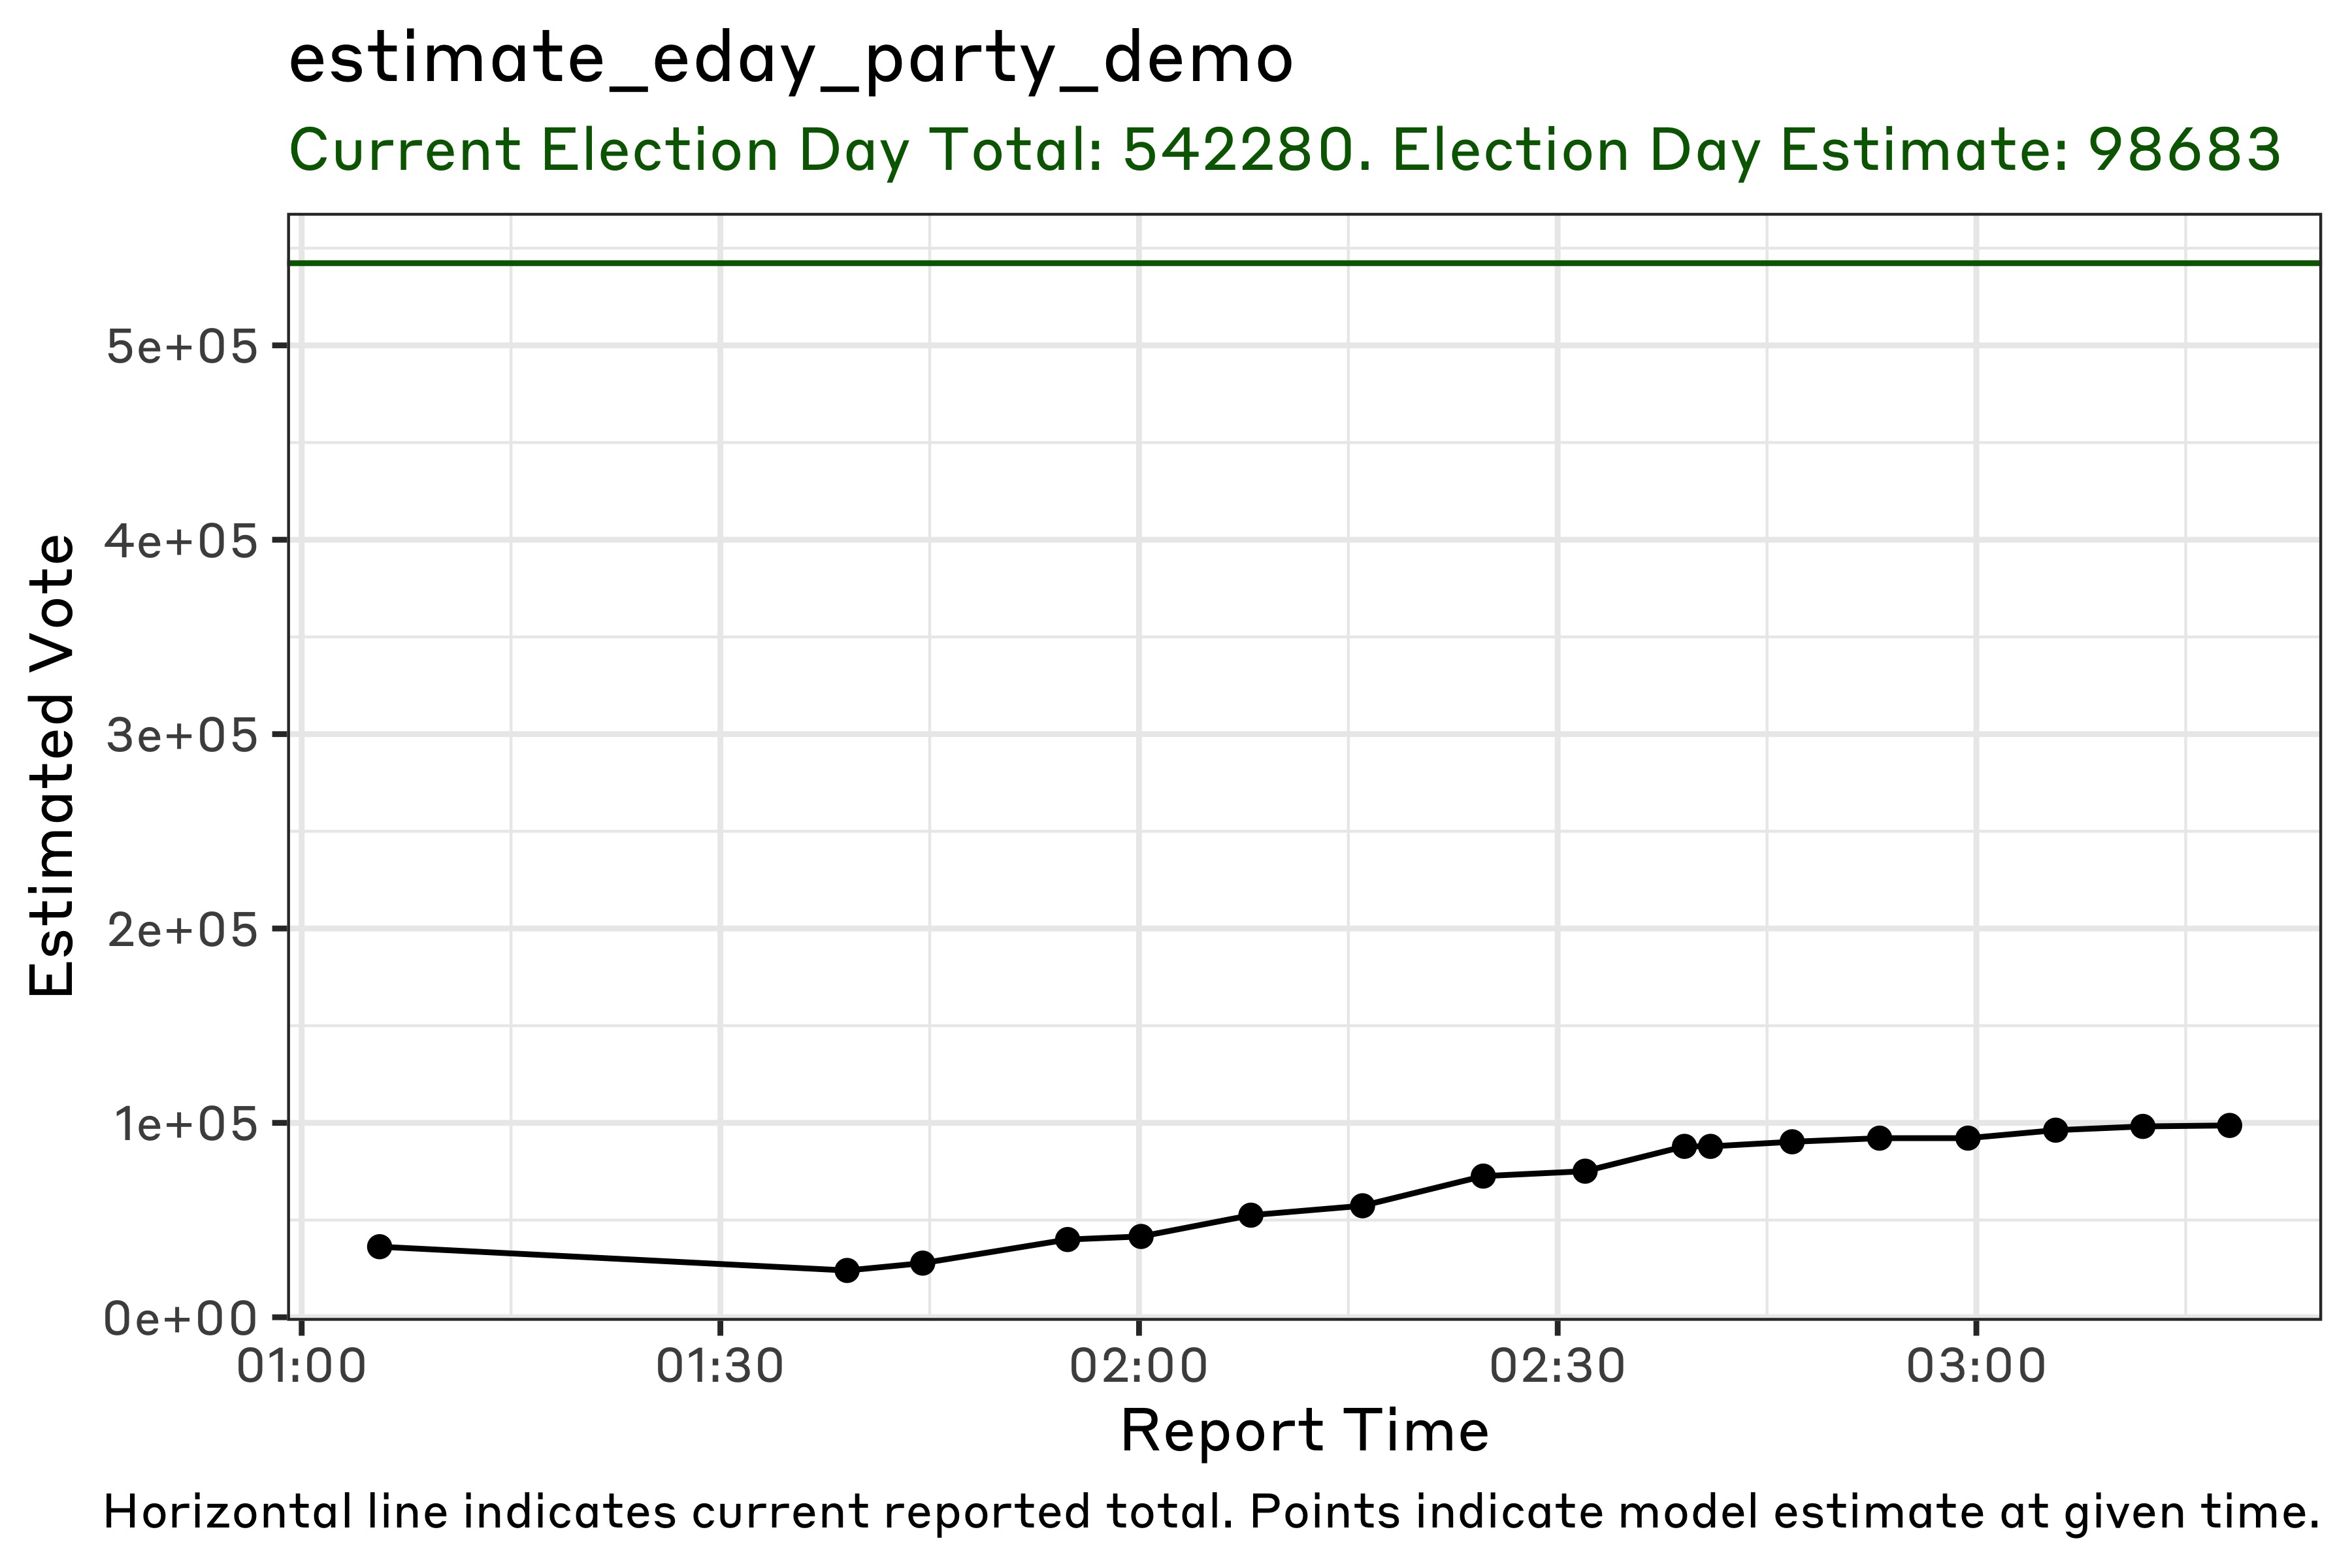 estimate_eday_party_demo
Current Election Day Total: 542280. Election Day Estimate: 98683
Estimated Vote
5e+05
4e+05
3e+05
2e+05
1e+05
0e+00
01:00 01:30 02:00 02:30 03:00
Report Time
Horizontal line indicates current reported total. Points indicate model estimate at given time.